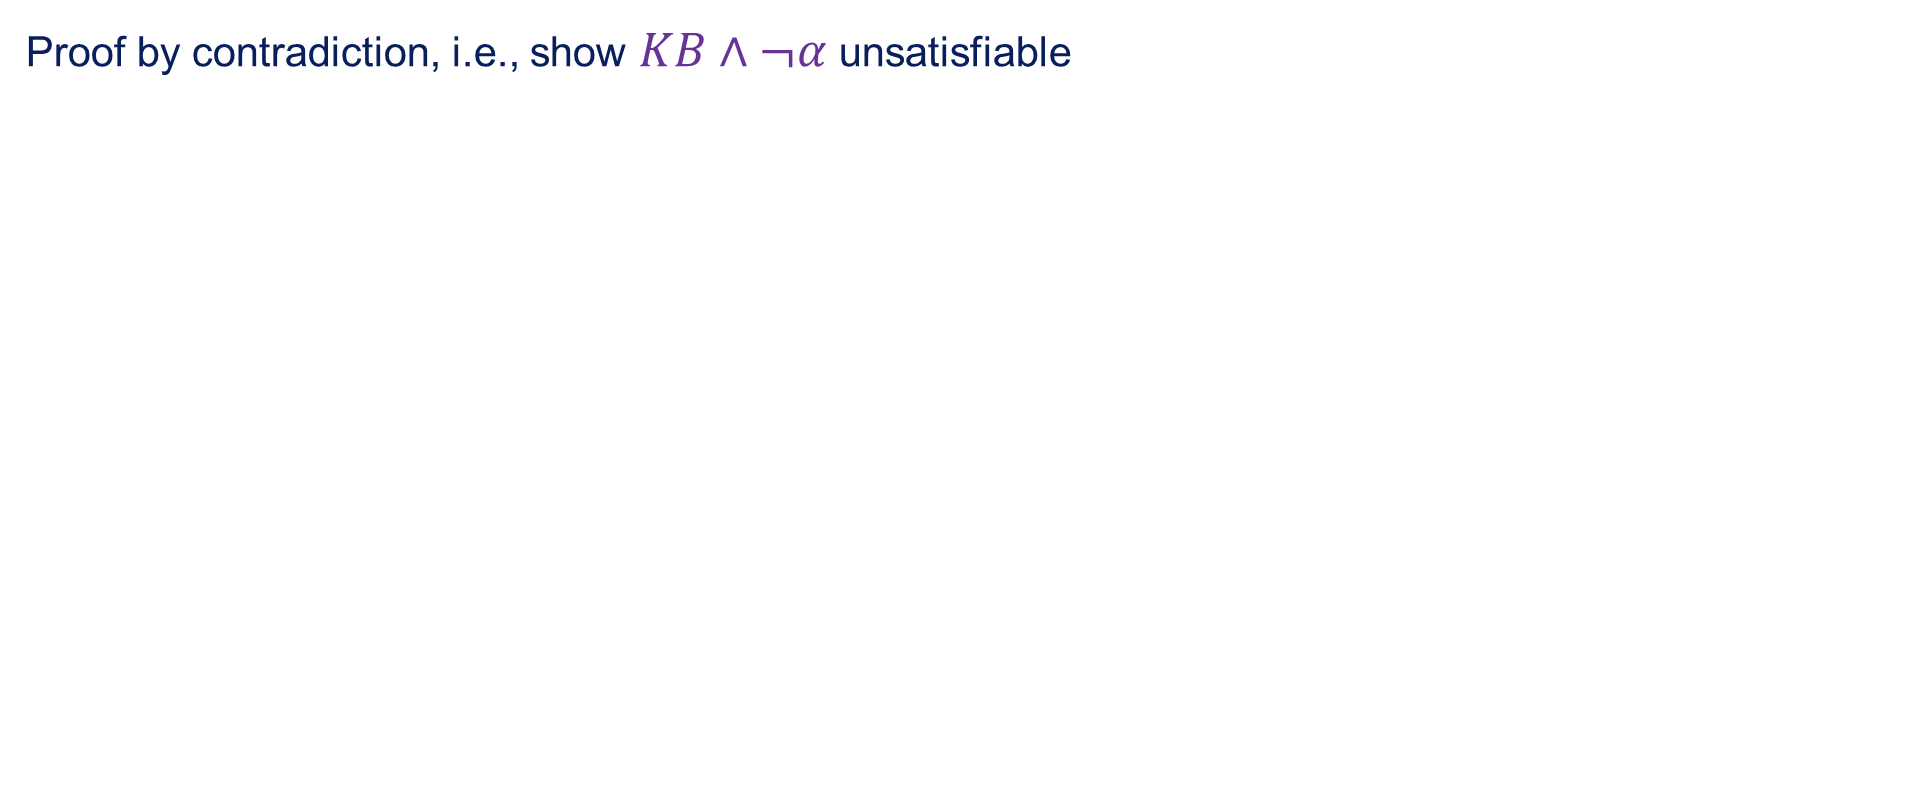 Proof by contradiction, i.e., show KB ∧ ¬α unsatisfiable